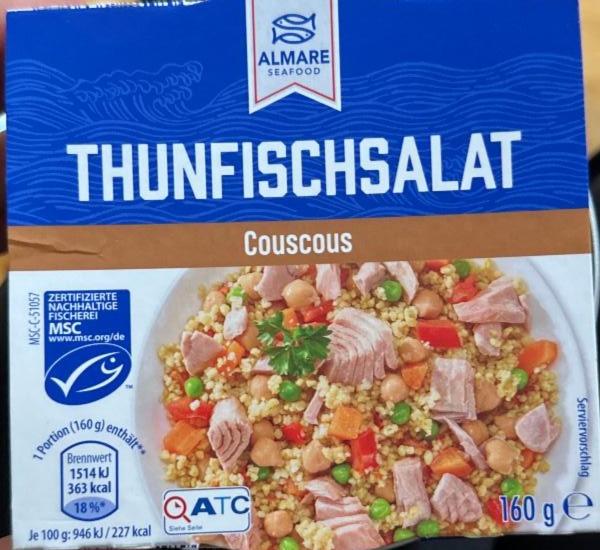 ALMARE
SEAFOOD
THUNFISCHSALAT
Couscous
MSC-C-51057
ZERTIFIZIERTE
NACHHALTIGE
FISCHEREI
MSC
www.msc.org/de
TM
1 Portion (160 g) enthält**
Brennwert
1514 kJ
363 kcal
18 %*
Je 100 g: 946 kJ / 227 kcal
ATC
Siehe Seite
Serviervorschlag
160 g e